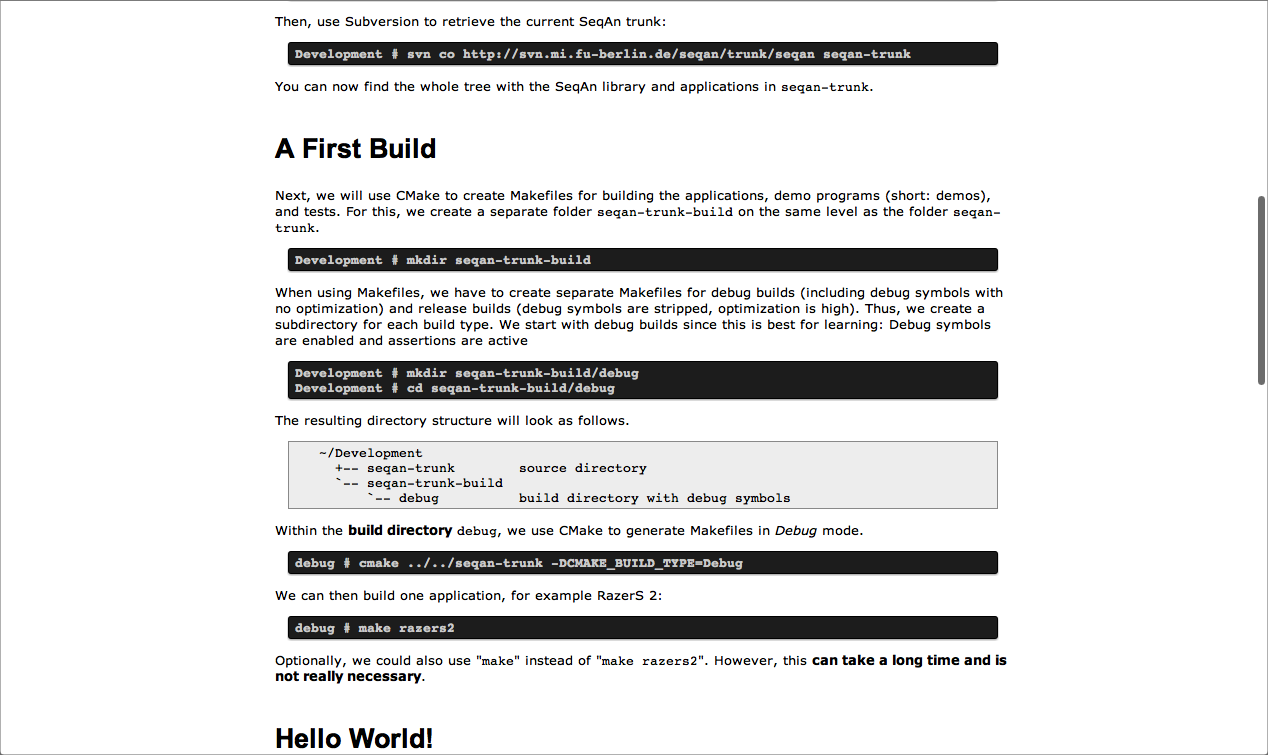 Then, use Subversion to retrieve the current SeqAn trunk:
Development # svn co http://svn.mi.fu-berlin.de/seqan/trunk/seqan seqan-trunk
You can now find the whole tree with the SeqAn library and applications in seqan-trunk.
A First Build
Next, we will use CMake to create Makefiles for building the applications, demo programs (short: demos),
and tests. For this, we create a separate folder seqan-trunk-build on the same level as the folder seqan-
trunk.
Development # mkdir seqan-trunk-build
When using Makefiles, we have to create separate Makefiles for debug builds (including debug symbols with
no optimization) and release builds (debug symbols are stripped, optimization is high). Thus, we create a
subdirectory for each build type. We start with debug builds since this is best for learning: Debug symbols
are enabled and assertions are active
Development # mkdir seqan-trunk-build/debug
Development # cd seqan-trunk-build/debug
The resulting directory structure will look as follows.
~/Development
+-- seqan-trunk source directory
`-- seqan-trunk-build
`-- debug build directory with debug symbols
Within the build directory debug, we use CMake to generate Makefiles in Debug mode.
debug # cmake ../../seqan-trunk -DCMAKE_BUILD_TYPE=Debug
We can then build one application, for example RazerS 2:
debug # make razers2
Optionally, we could also use "make" instead of "make razers2". However, this can take a long time and is
not really necessary.
Hello World!